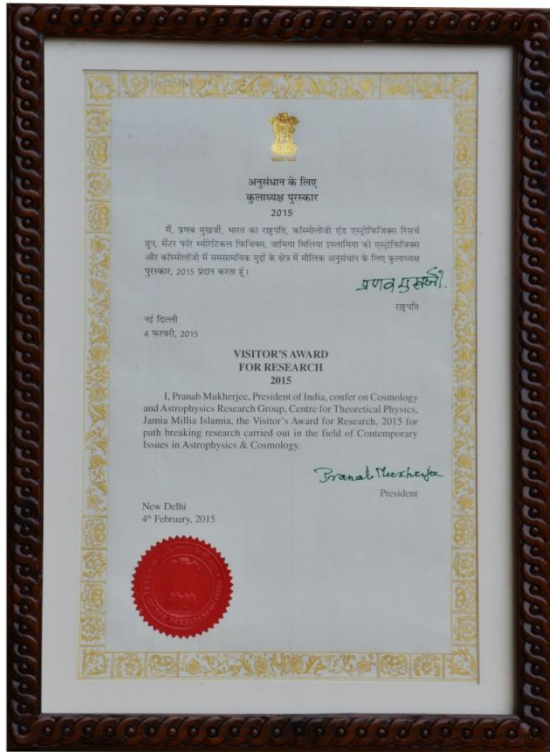 अनुसंधान के लिए
कुलाध्यक्ष पुरस्कार
2015
मैं, प्रणब मुखर्जी, भारत का राष्ट्रपति, कॉस्मोलोजी एंड एस्ट्रोफिजिक्स रिसर्च
ग्रुप, सेंटर फॉर थ्योरिटिकल फिजिक्स, जामिया मिलिया इस्लामिया को एस्ट्रोफिजिक्स
और कॉस्मोलॉजी में समसामयिक मुद्दों के क्षेत्र में मौलिक अनुसंधान के लिए कुलाध्यक्ष
पुरस्कार, 2015 प्रदान करता हूं।
प्रणव मुखर्जी.
राष्ट्रपति
नई दिल्ली
4 फरवरी, 2015
VISITOR'S AWARD
FOR RESEARCH
2015
I, Pranab Mukherjee, President of India, confer on Cosmology
and Astrophysics Research Group, Centre for Theoretical Physics,
Jamia Millia Islamia, the Visitor's Award for Research, 2015 for
path breaking research carried out in the field of Contemporary
Issues in Astrophysics & Cosmology.
Pranab Mukherjee
President
New Delhi
4th February, 2015